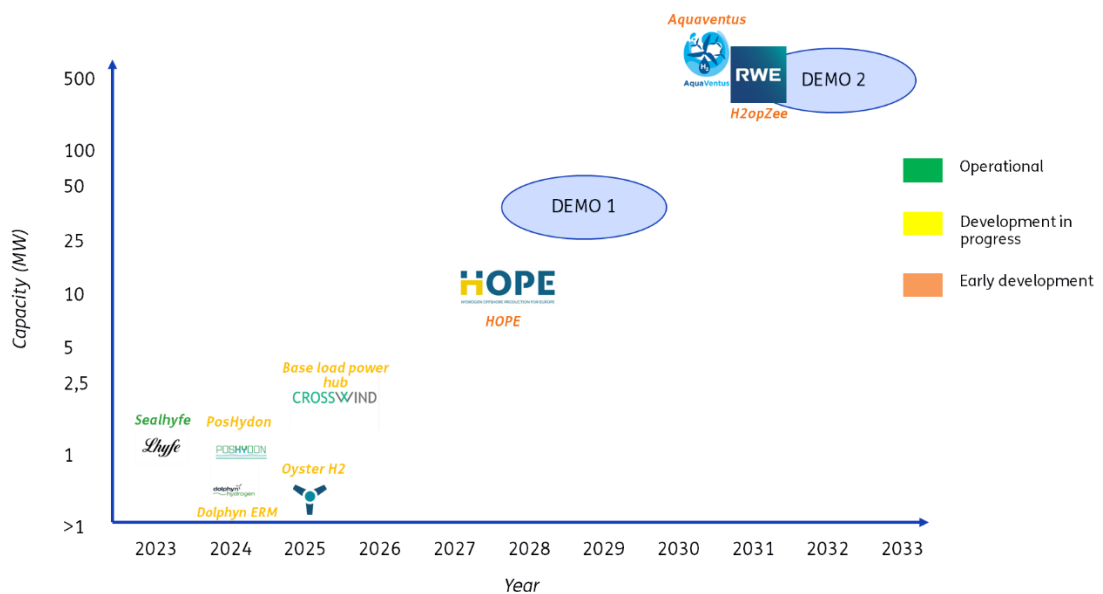 Aquaventus
AquaVentus
H2
RWE
DEMO 2
H2opZee
500
100
50
25
10
5
2,5
1
>1
Capacity (MW)
DEMO 1
HOPE
HYDROGEN OFFSHORE PRODUCTION FOR EUROPE
HOPE
Base load power
hub
CROSSWIND
Sealhyfe
Lhyfe
PosHydon
POSHYDON
Oyster H2
dolphyn
hydrogen
Dolphyn ERM
2023
2024
2025
2026
2027
2028
2029
2030
2031
2032
2033
Year
Operational
Development in
progress
Early development